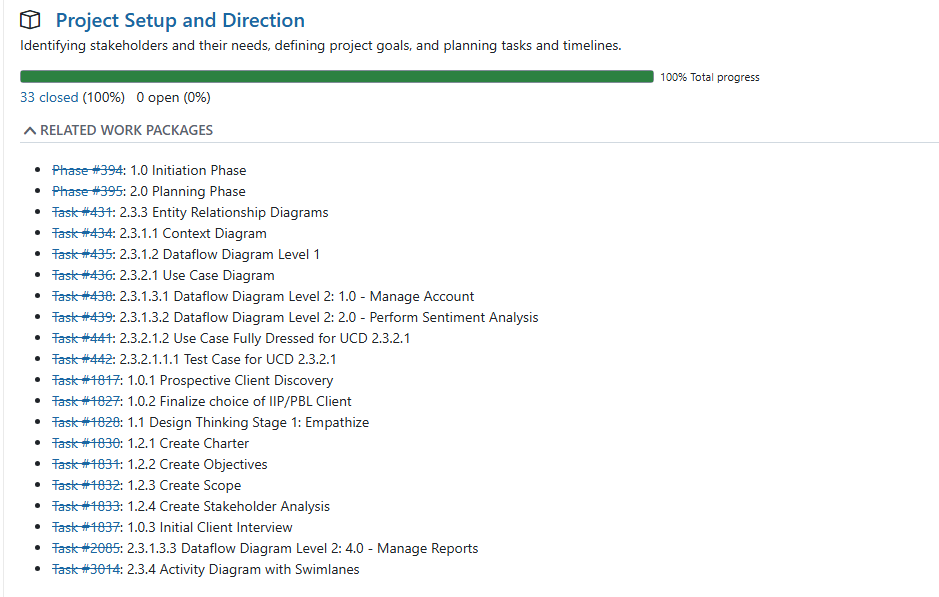 Project Setup and Direction
Identifying stakeholders and their needs, defining project goals, and planning tasks and timelines.
100% Total progress
33 closed (100%) 0 open (0%)
RELATED WORK PACKAGES
Phase #394: 1.0 Initiation Phase
Phase #395: 2.0 Planning Phase
Task #431: 2.3.3 Entity Relationship Diagrams
Task #434: 2.3.1.1 Context Diagram
Task #435: 2.3.1.2 Dataflow Diagram Level 1
Task #436: 2.3.2.1 Use Case Diagram
Task #438: 2.3.1.3.1 Dataflow Diagram Level 2: 1.0 - Manage Account
Task #439: 2.3.1.3.2 Dataflow Diagram Level 2: 2.0 - Perform Sentiment Analysis
Task #441: 2.3.2.1.2 Use Case Fully Dressed for UCD 2.3.2.1
Task #442: 2.3.2.1.1.1 Test Case for UCD 2.3.2.1
Task #1817: 1.0.1 Prospective Client Discovery
Task #1827: 1.0.2 Finalize choice of IIP/PBL Client
Task #1828: 1.1 Design Thinking Stage 1: Empathize
Task #1830: 1.2.1 Create Charter
Task #1831: 1.2.2 Create Objectives
Task #1832: 1.2.3 Create Scope
Task #1833: 1.2.4 Create Stakeholder Analysis
Task #1837: 1.0.3 Initial Client Interview
Task #2085: 2.3.1.3.3 Dataflow Diagram Level 2: 4.0 - Manage Reports
Task #3014: 2.3.4 Activity Diagram with Swimlanes